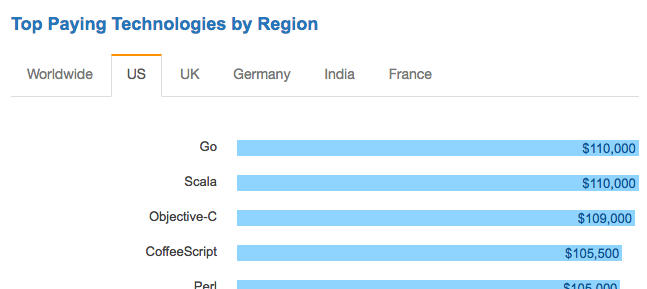 Top Paying Technologies by Region
Worldwide US UK Germany India France
Go $110,000
Scala $110,000
Objective-C $109,000
CoffeeScript $105,500
Perl $105,000